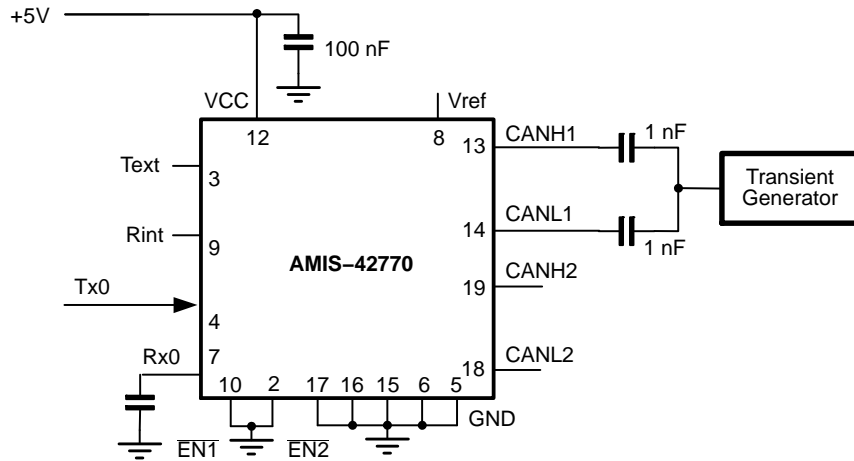 +5V
100 nF
VCC
Vref
12
8
13
CANH1
1 nF
Text
3
Transient
Generator
Rint
9
14
CANL1
1 nF
AMIS−42770
CANH2
19
Tx0
4
Rx0
7
18
CANL2
10
2
17
16
15
6
5
GND
EN1
EN2